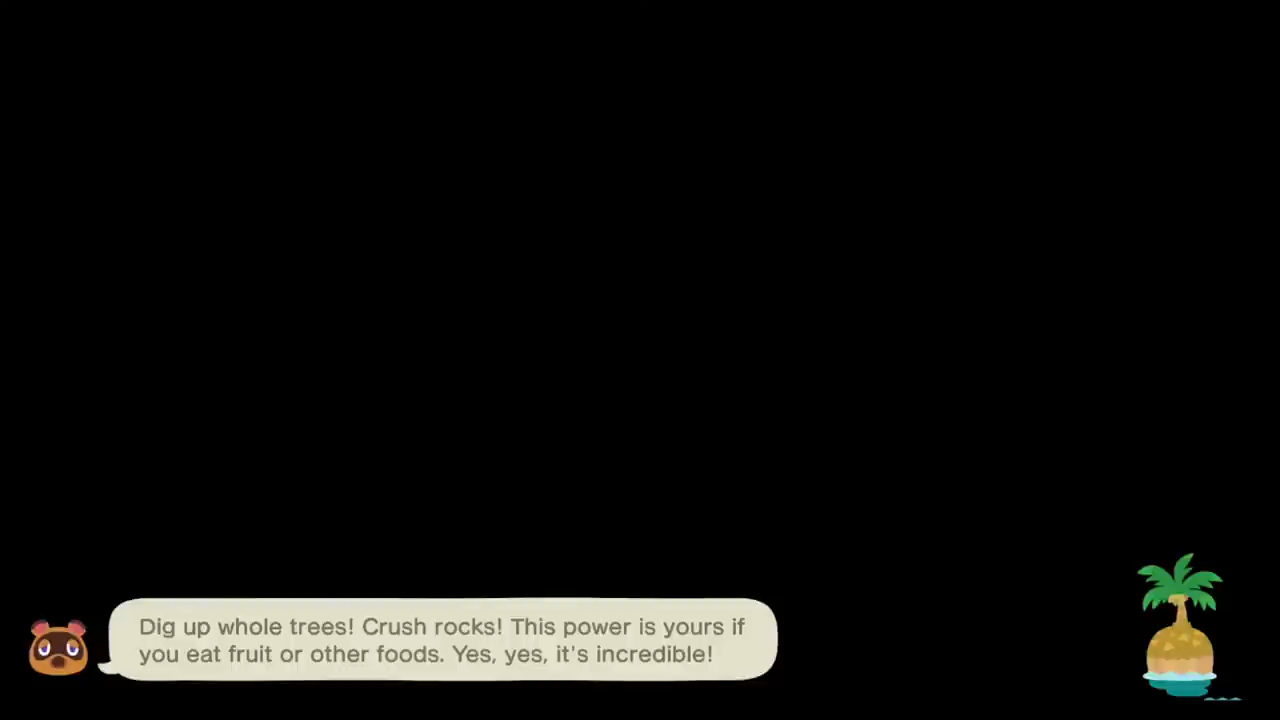 Dig up whole trees! Crush rocks! This power is yours if
you eat fruit or other foods. Yes, yes, it's incredible!